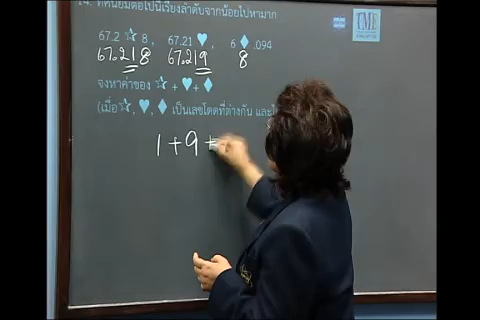 14. ทศนิยมต่อไปนี้เรียงลำดับจากน้อยไปหามาก
TME
67.2 ☆ 8 , 67.21 ♥ , 6 ♦ .094
67.218 67.219 8
จงหาค่าของ ☆ + ♥ + ♦
(เมื่อ ☆, ♥, ♦ เป็นเลขโดดที่ต่างกัน และ
1 + 9 +